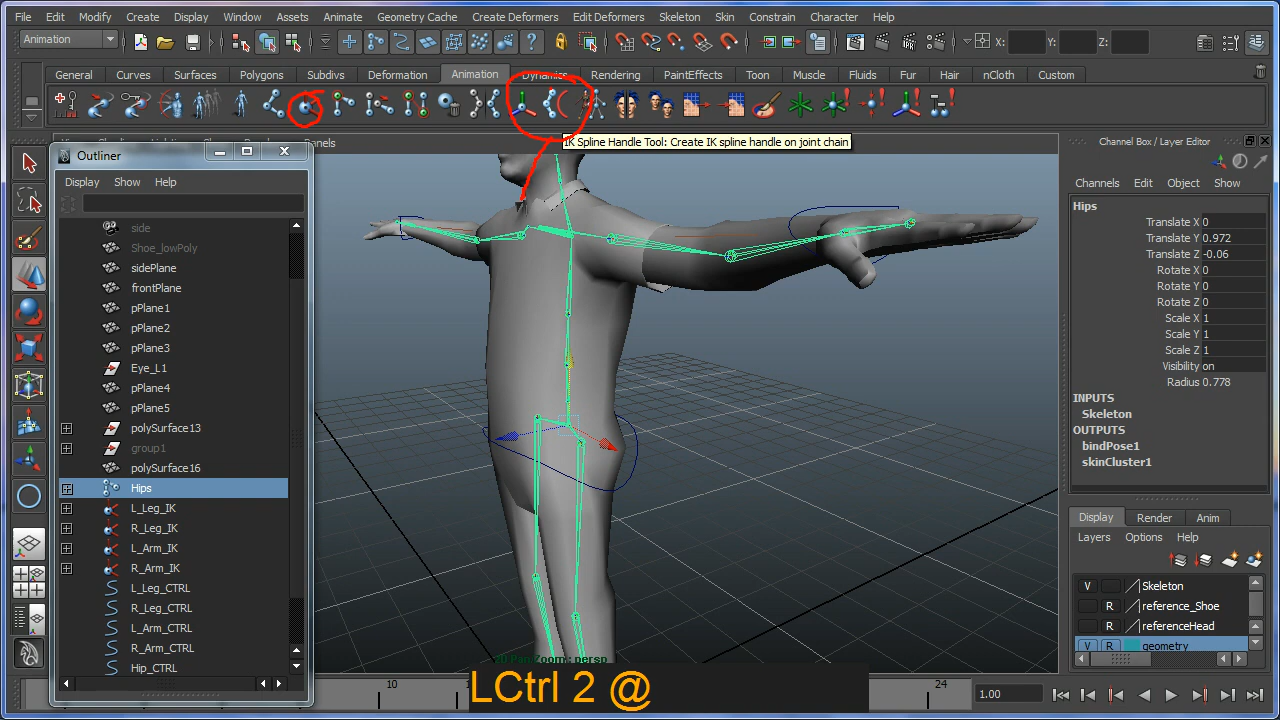 File Edit Modify Create Display Window Assets Animate Geometry Cache Create Deformers Edit Deformers Skeleton Skin Constrain Character Help
Animation X: Y: Z:
General Curves Surfaces Polygons Subdivs Deformation Animation Dynamics Rendering PaintEffects Toon Muscle Fluids Fur Hair nCloth Custom
IK Spline Handle Tool: Create IK spline handle on joint chain
Channel Box / Layer Editor
Outliner
Display Show Help
side
Shoe_lowPoly
sidePlane
frontPlane
pPlane1
pPlane2
pPlane3
Eye_L1
pPlane4
pPlane5
polySurface13
group1
polySurface16
Hips
L_Leg_IK
R_Leg_IK
L_Arm_IK
R_Arm_IK
L_Leg_CTRL
R_Leg_CTRL
L_Arm_CTRL
R_Arm_CTRL
Hip_CTRL
Channels Edit Object Show
Hips
Translate X 0
Translate Y 0.972
Translate Z -0.06
Rotate X 0
Rotate Y 0
Rotate Z 0
Scale X 1
Scale Y 1
Scale Z 1
Visibility on
Radius 0.778
INPUTS
Skeleton
OUTPUTS
bindPose1
skinCluster1
Display Render Anim
Layers Options Help
V Skeleton
R reference_Shoe
R referenceHead
V R geometry
2D Pan/Zoom : persp
10 24 1.00
LCtrl 2 @